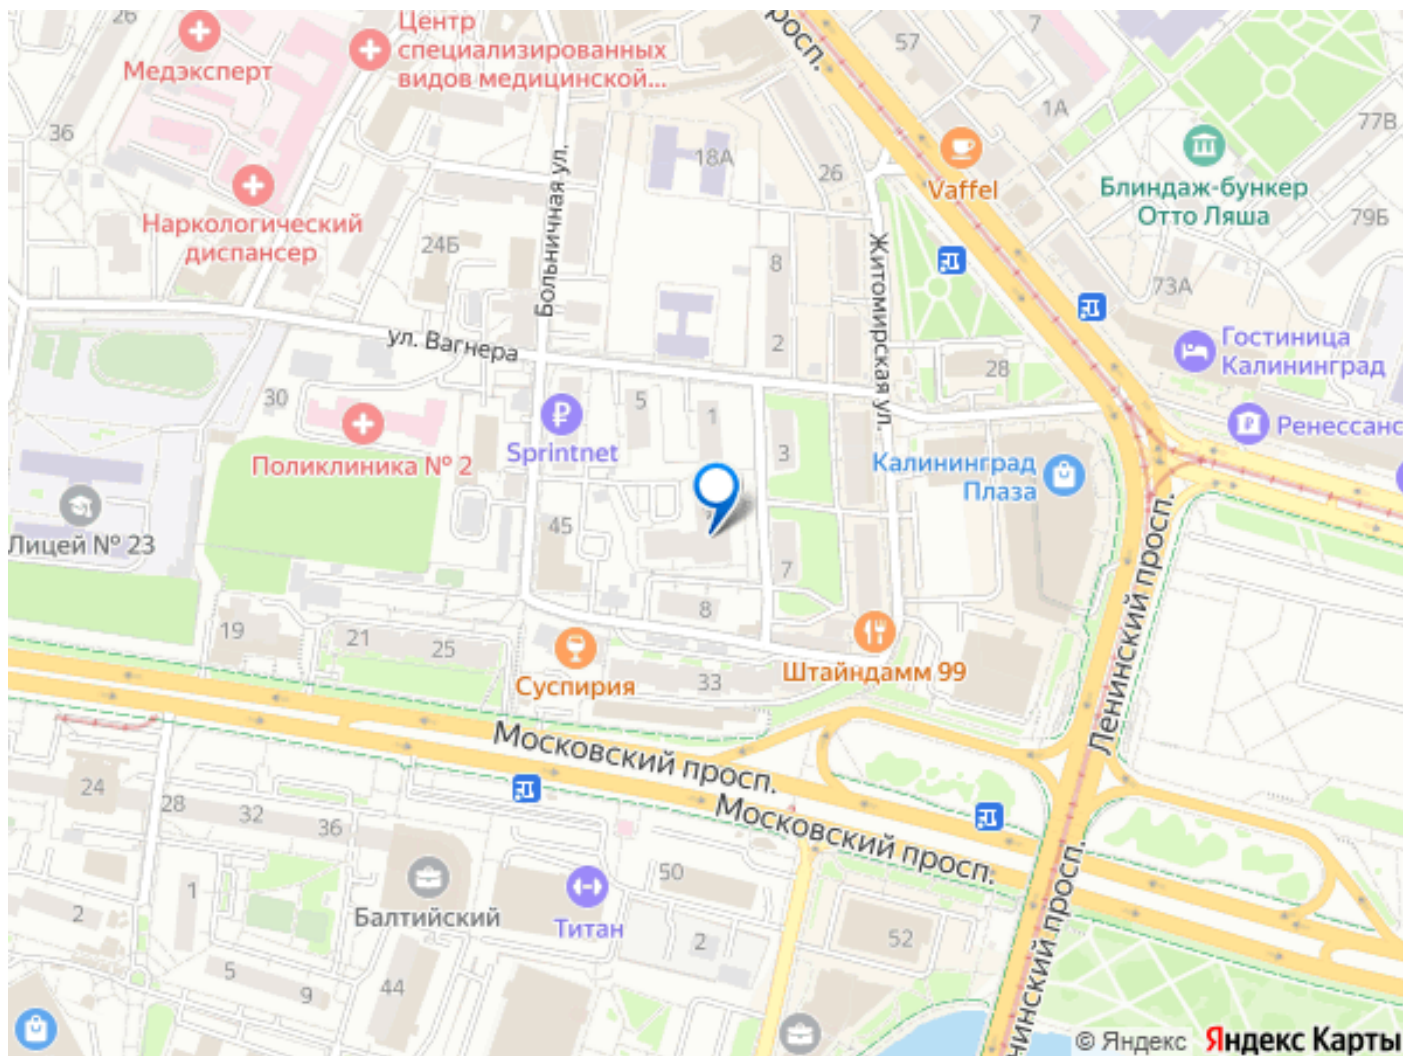 26
Медэксперт
Центр
специализированных
видов медицинской...
просп.
57
7
1А
77В
36
18А
26
Vaffel
Блиндаж-бункер
Отто Ляша
79Б
Наркологический
диспансер
24Б
Больничная ул.
8
Житомирская ул.
73А
Гостиница
Калининград
ул. Вагнера
2
28
30
5
1
Sprintnet
Поликлиника № 2
3
Калининград
Плаза
Ренессанс
Лицей № 23
45
7
8
Ленинский просп.
19
21
25
Суспирия
33
Штайндамм 99
Московский просп.
Московский просп.
24
28
32
36
50
1
2
Балтийский
Титан
2
52
5
9
44
нинский просп.
© Яндекс Яндекс Карты